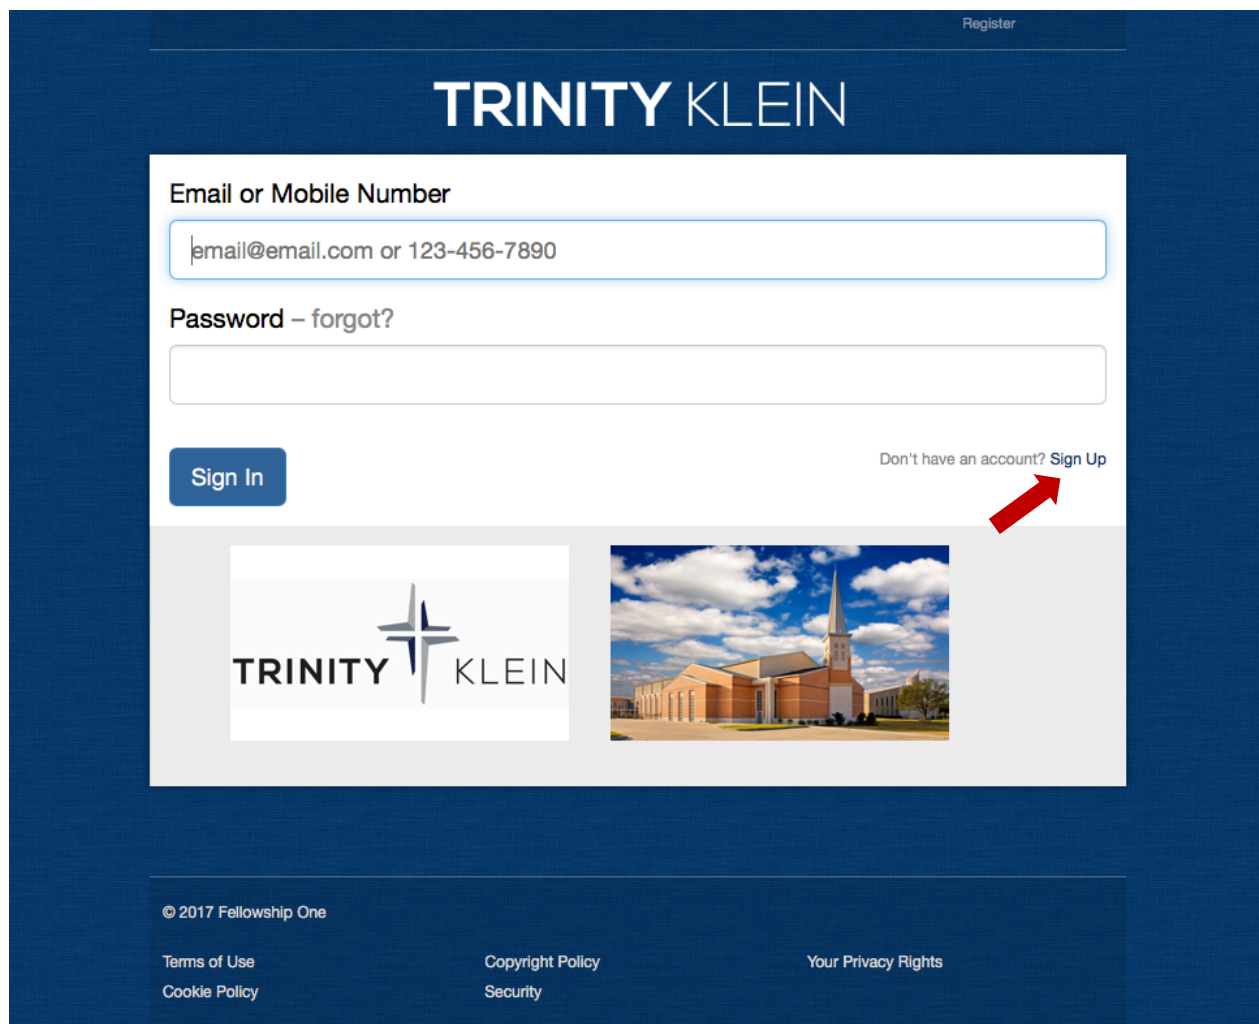 Register
TRINITY KLEIN
Email or Mobile Number
email@email.com or 123-456-7890
Password – forgot?
Sign In
Don't have an account? Sign Up
TRINITY KLEIN
© 2017 Fellowship One
Terms of Use
Copyright Policy
Your Privacy Rights
Cookie Policy
Security